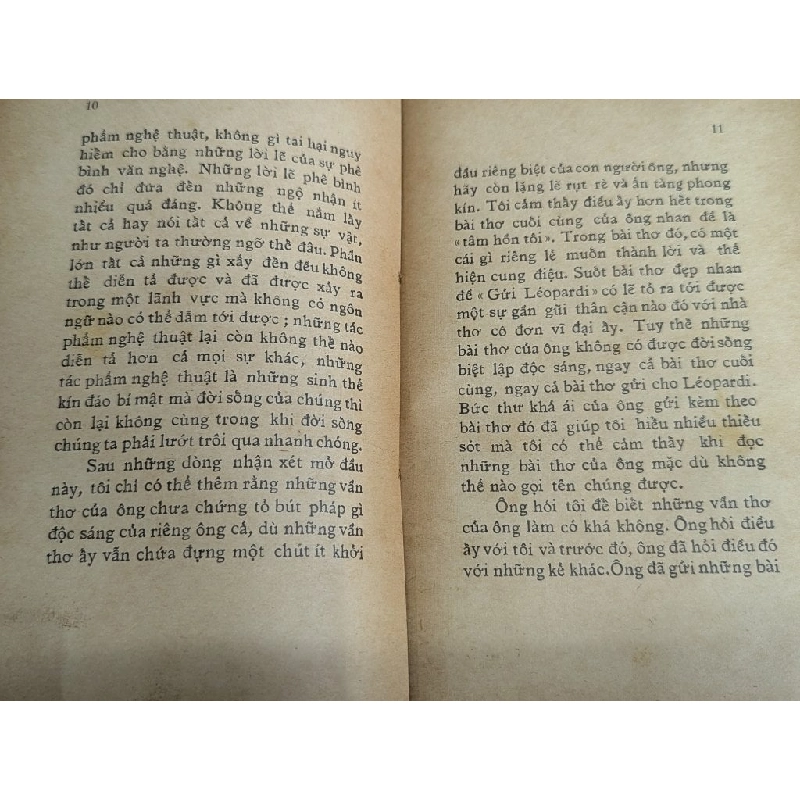 10
phẩm nghệ thuật, không gì tai hại nguy
hiểm cho bằng những lời lẽ của sự phê
bình văn nghệ. Những lời lẽ phê bình
đó chỉ đưa đến những ngộ nhận ít
nhiều quá đáng. Không thể nắm lấy
tất cả hay nói tất cả về những sự vật,
như người ta thường ngỡ thế đâu. Phần
lớn tất cả những gì xảy đến đều không
thể diễn tả được và đã được xảy ra
trong một lãnh vực mà không có ngôn
ngữ nào có thể dẫm tới được ; những tác
phẩm nghệ thuật lại còn không thể nào
diễn tả hơn cả mọi sự khác, những
tác phẩm nghệ thuật là những sinh thể
kín đáo bí mật mà đời sống của chúng thì
còn lại không cùng trong khi đời sống
chúng ta phải lướt trôi qua nhanh chóng.
Sau những dòng nhận xét mở đầu
này, tôi chỉ có thể thêm rằng những vần
thơ của ông chưa chứng tỏ bút pháp gì
độc sáng của riêng ông cả, dù những vần
thơ ấy vẫn chứa đựng một chút ít khởi
11
đầu riêng biệt của con người ông, nhưng
hãy còn lặng lẽ rụt rè và ẩn tàng phong
kín. Tôi cảm thấy điều ấy hơn hết trong
bài thơ cuối cùng của ông nhan đề là
«tâm hồn tôi». Trong bài thơ đó, có một
cái gì riêng lẻ muốn thành lời và thể
hiện cung điệu. Suốt bài thơ đẹp nhan
đề « Gửi Léopardi » có lẽ tỏ ra tới được
một sự gần gũi thân cận nào đó với nhà
thơ cô đơn vĩ đại ấy. Tuy thế những
bài thơ của ông không có được đời sống
biệt lập độc sáng, ngay cả bài thơ cuối
cùng, ngay cả bài thơ gửi cho Léopardi.
Bức thư khả ái của ông gửi kèm theo
bài thơ đó đã giúp tôi hiểu nhiều thiếu
sót mà tôi có thể cảm thấy khi đọc
những bài thơ của ông mặc dù không
thể nào gọi tên chúng được.
Ông hỏi tôi để biết những vần thơ
của ông làm có khá không. Ông hỏi điều
ấy với tôi và trước đó, ông đã hỏi điều đó
với những kẻ khác. Ông đã gửi những bài